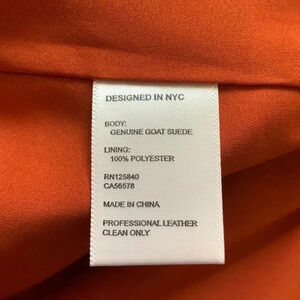 DESIGNED IN NYC
BODY:
GENUINE GOAT SUEDE
LINING:
100% POLYESTER
RN125840
CA56578
MADE IN CHINA
PROFESSIONAL LEATHER
CLEAN ONLY